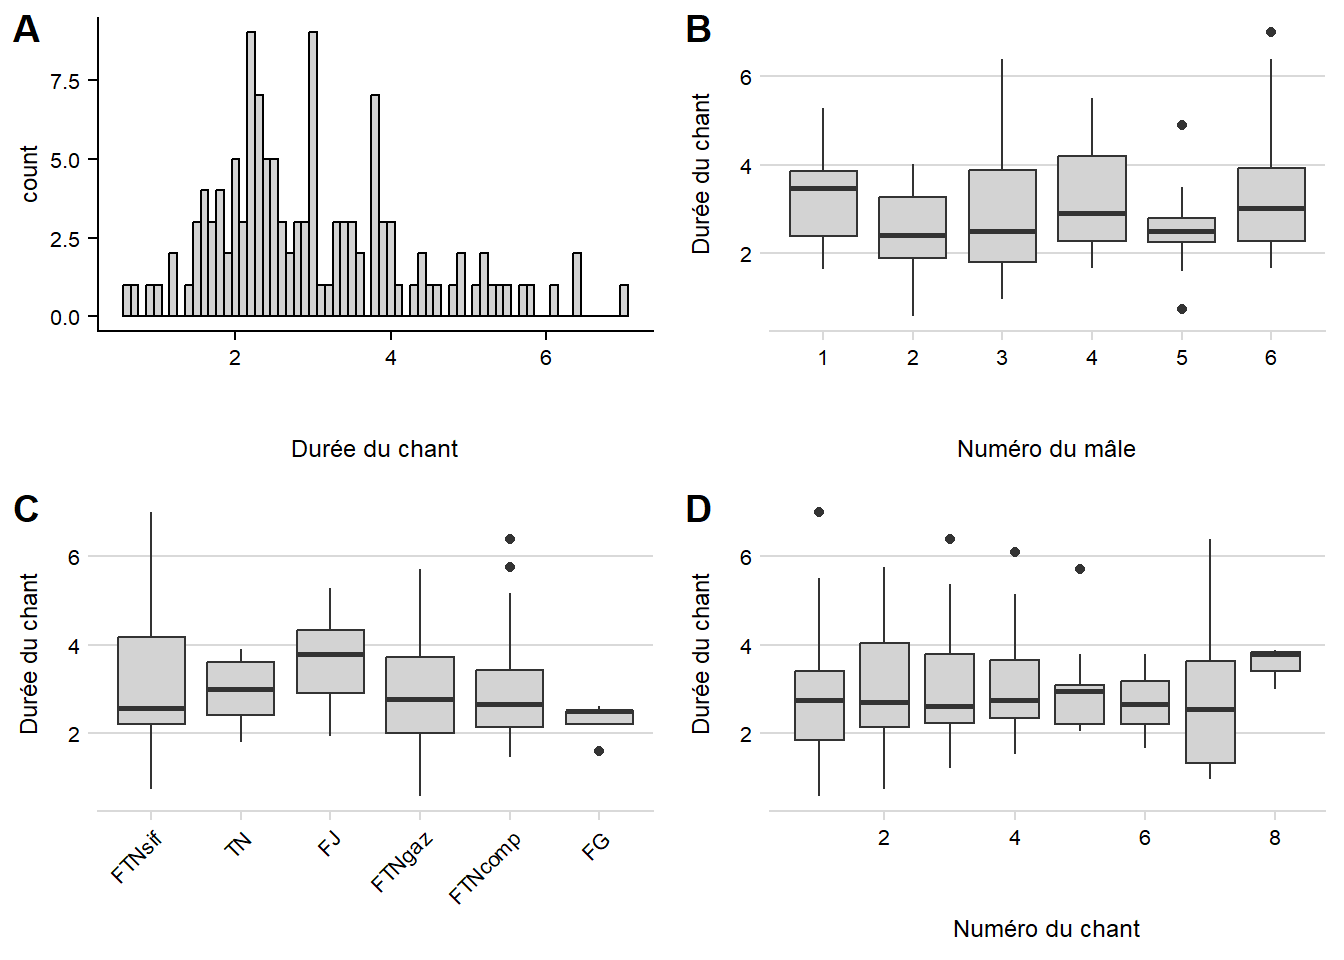 A
count
7.5
5.0
2.5
0.0
2 4 6
Durée du chant
B
Durée du chant
6
4
2
1 2 3 4 5 6
Numéro du mâle
C
Durée du chant
6
4
2
FTNsif TN FJ FTNgaz FTNcomp FG
D
Durée du chant
6
4
2
2 4 6 8
Numéro du chant